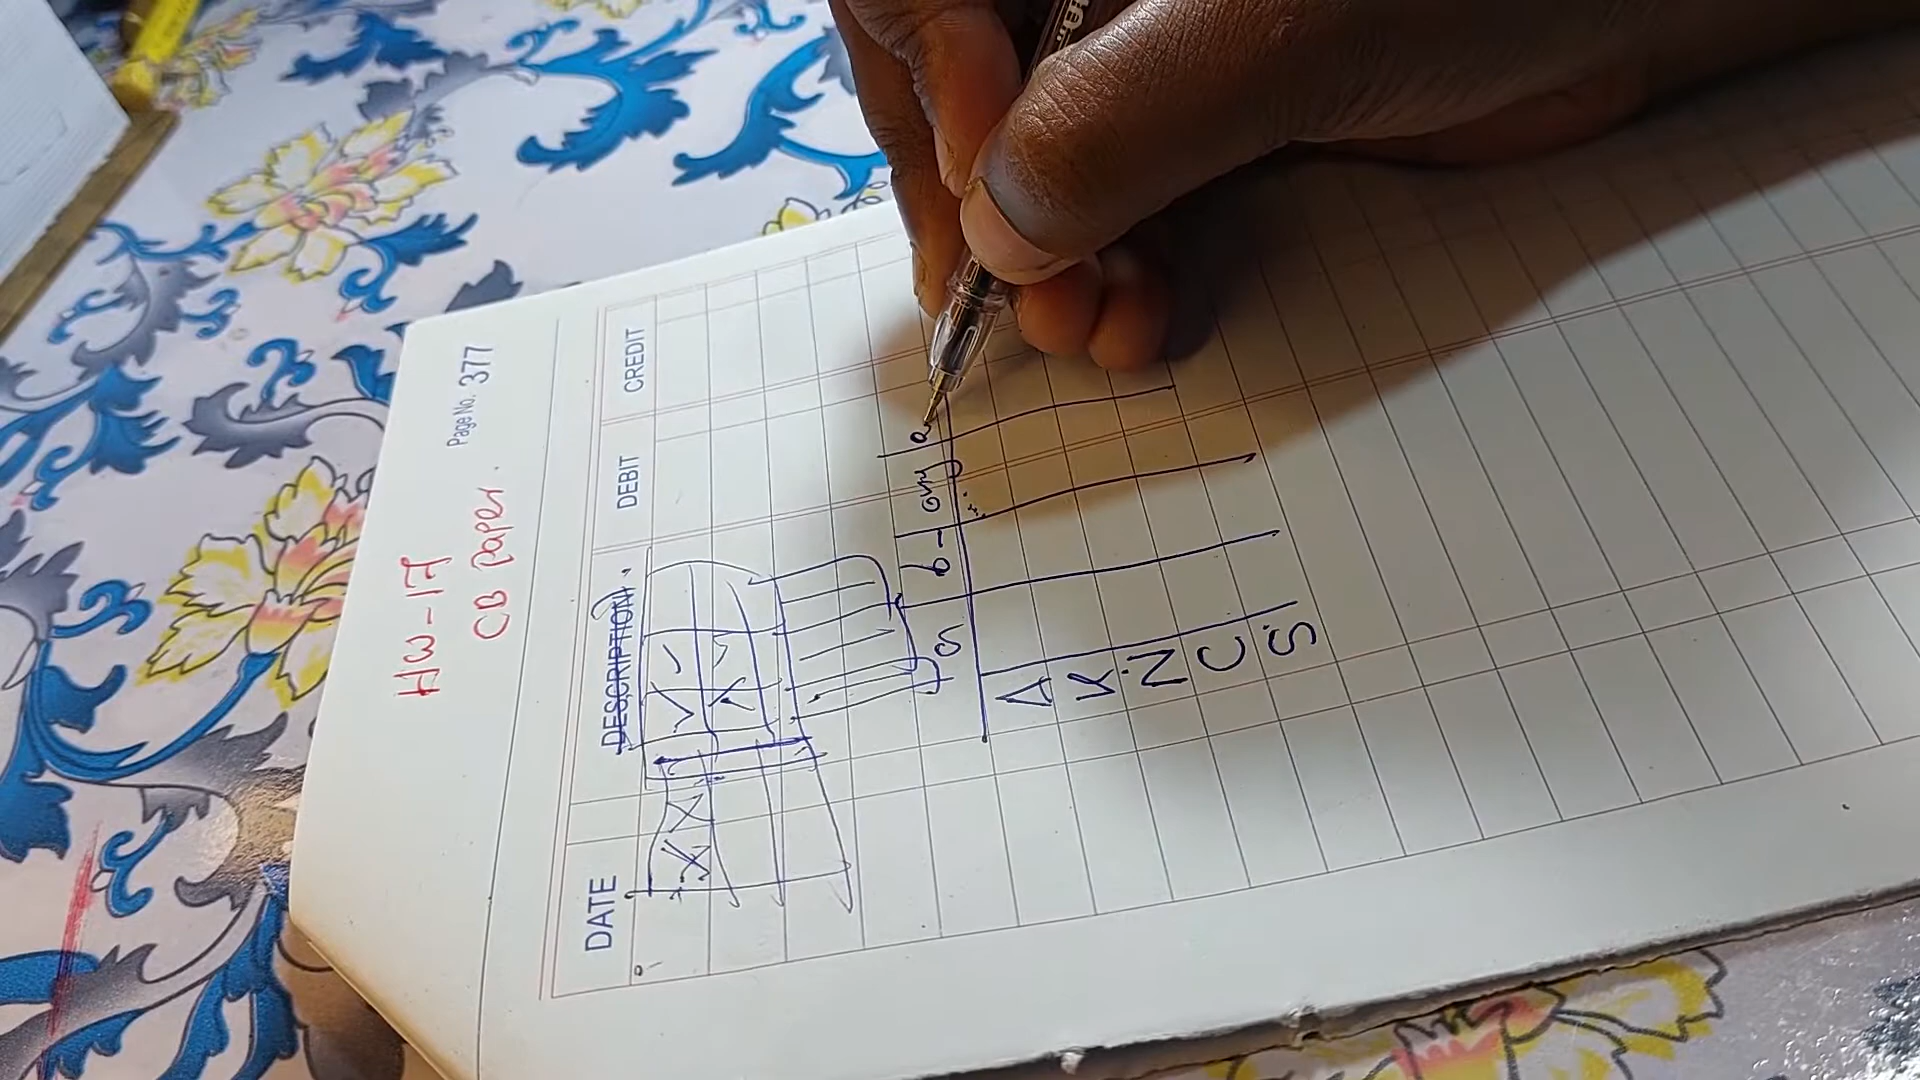 HW-17
Page No. 377
CB Paper.
DATE DESCRIPTION DEBIT CREDIT
A
K
N
C
S